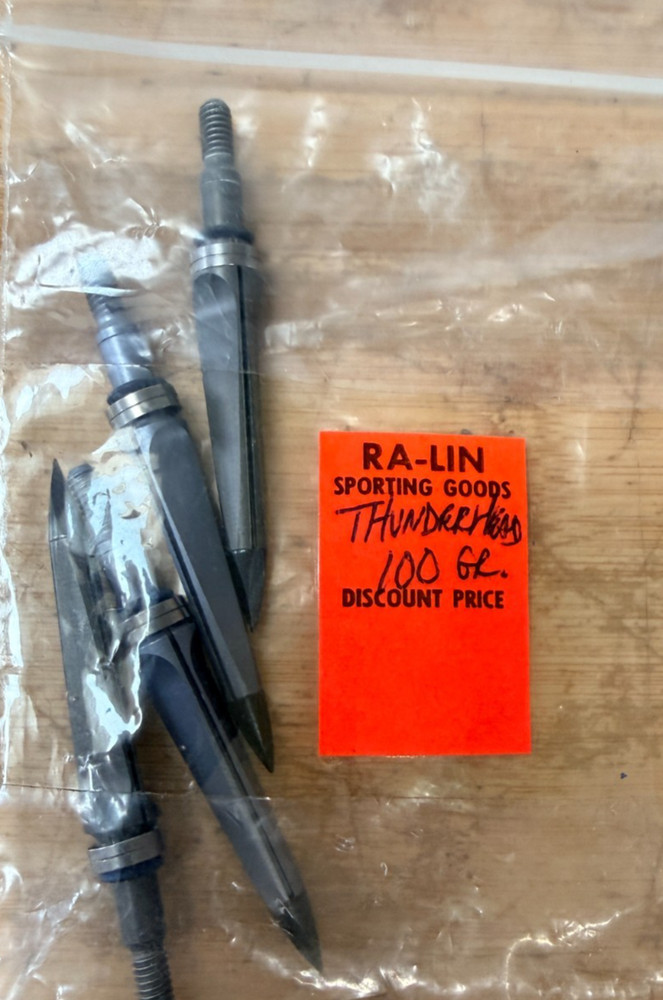 RA-LIN
SPORTING GOODS
THUNDERHEAD
100 GR.
DISCOUNT PRICE